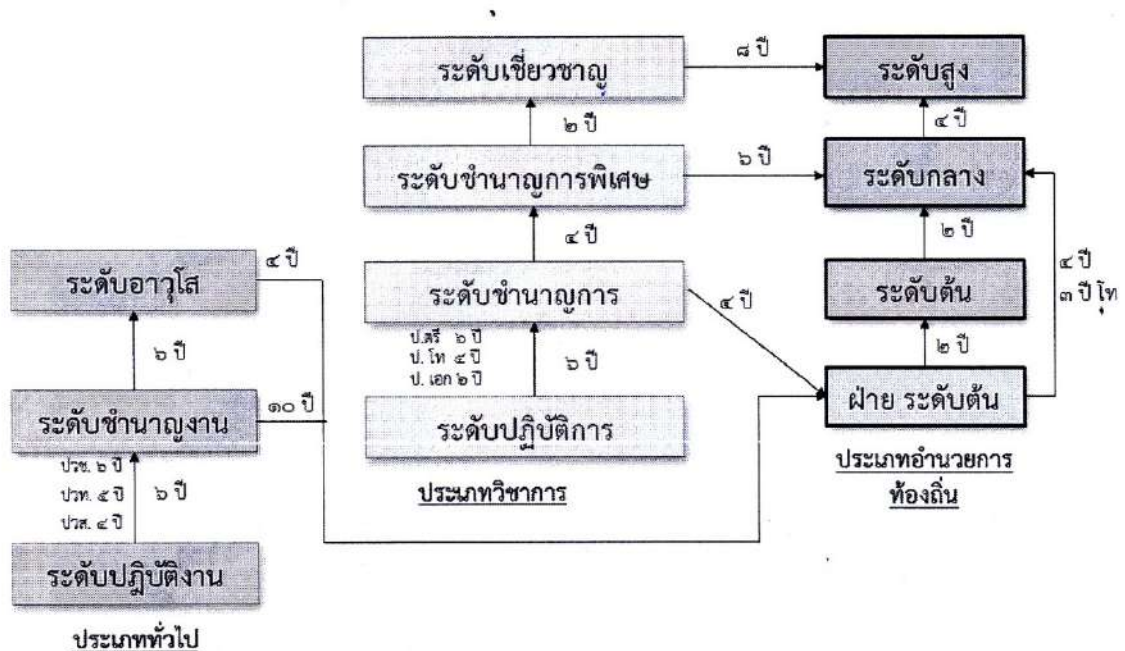 ระดับเชี่ยวชาญ
๘ ปี
ระดับสูง
๒ ปี
๔ ปี
ระดับชำนาญการพิเศษ
๖ ปี
ระดับกลาง
๔ ปี
๒ ปี
ระดับอาวุโส
๔ ปี
ระดับชำนาญการ
๔ ปี
ระดับต้น
๔ ปี
๓ ปี โท
๖ ปี
ป.ตรี ๖ ปี
ป. โท ๔ ปี
ป. เอก ๒ ปี
๖ ปี
๒ ปี
ระดับชำนาญงาน
๑๐ ปี
ระดับปฏิบัติการ
ฝ่าย ระดับต้น
ปวช. ๖ ปี
ปวท. ๕ ปี
ปวส. ๔ ปี
๖ ปี
ประเภทวิชาการ
ประเภทอำนวยการ
ท้องถิ่น
ระดับปฏิบัติงาน
ประเภททั่วไป